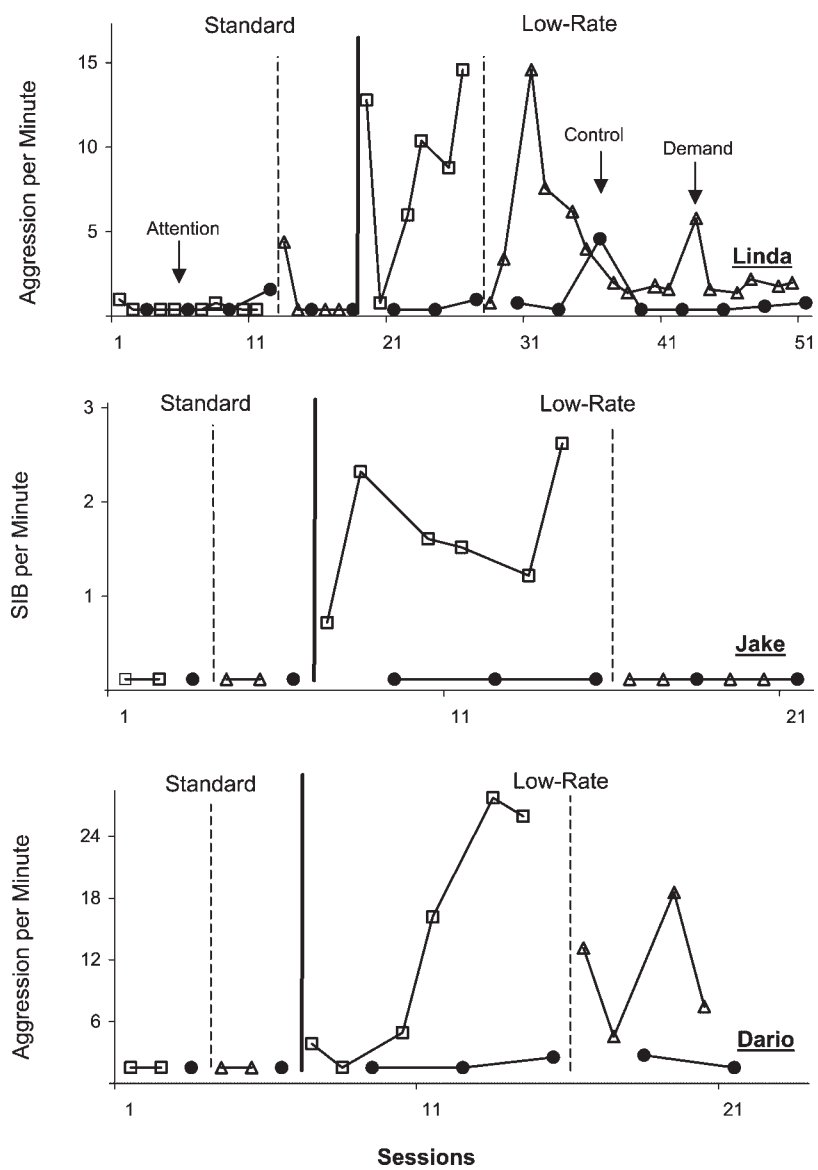 Standard Low-Rate
Aggression per Minute
15
10
5
Attention
Control
Demand
Linda
1 11 21 31 41 51
Standard Low-Rate
SIB per Minute
3
2
1
Jake
1 11 21
Standard Low-Rate
Aggression per Minute
24
18
12
6
Dario
1 11 21
Sessions